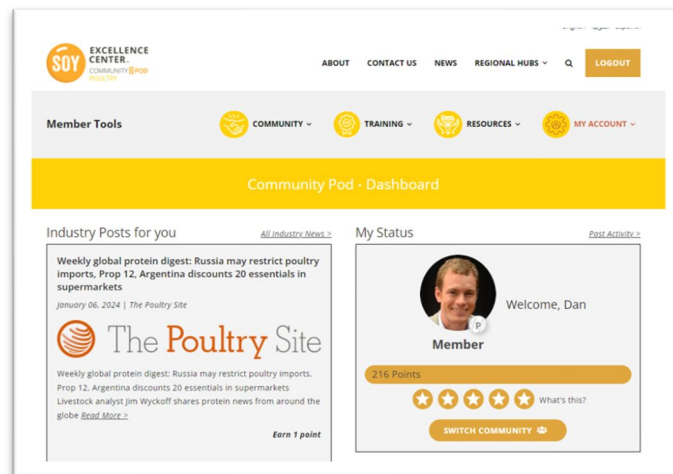 English العربية Español
SOY
EXCELLENCE
CENTER™
COMMUNITY POD
POULTRY
ABOUT CONTACT US NEWS REGIONAL HUBS LOGOUT
Member Tools COMMUNITY TRAINING RESOURCES MY ACCOUNT
Community Pod - Dashboard
Industry Posts for you All Industry News >
Weekly global protein digest: Russia may restrict poultry
imports, Prop 12, Argentina discounts 20 essentials in
supermarkets
January 06, 2024 | The Poultry Site
The Poultry Site
Weekly global protein digest: Russia may restrict poultry imports,
Prop 12, Argentina discounts 20 essentials in supermarkets
Livestock analyst Jim Wyckoff shares protein news from around the
globe Read More >
Earn 1 point
My Status Past Activity >
P
Welcome, Dan
Member
216 Points
What's this?
SWITCH COMMUNITY